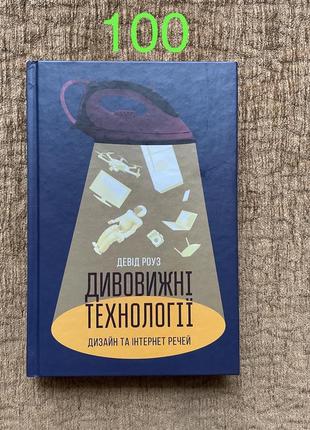 100
ДЕВІД РОУЗ
ДИВОВИЖНІ
ТЕХНОЛОГІЇ
ДИЗАЙН ТА ІНТЕРНЕТ РЕЧЕЙ